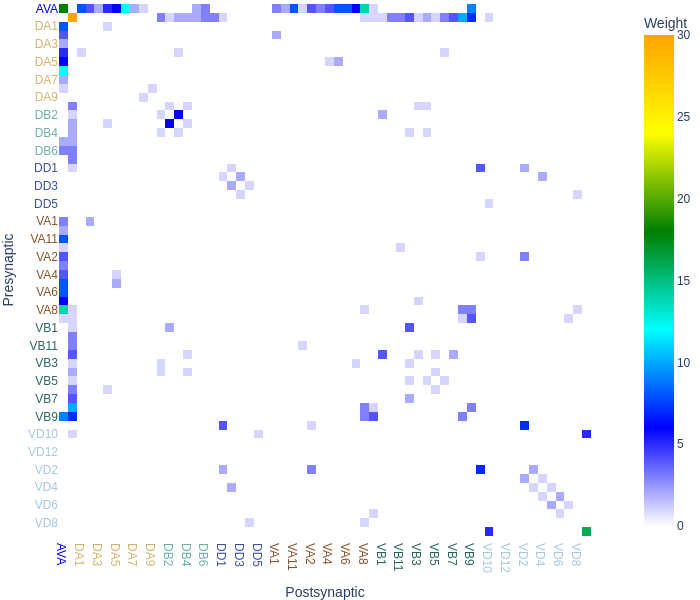 Weight
AVA
DA1
DA3
DA5
DA7
DA9
DB2
DB4
DB6
DD1
DD3
DD5
VA1
VA11
VA2
VA4
VA6
VA8
VB1
VB11
VB3
VB5
VB7
VB9
VD10
VD12
VD2
VD4
VD6
VD8
Presynaptic
30
25
20
15
10
5
0
AVA DA1 DA3 DA5 DA7 DA9 DB2 DB4 DB6 DD1 DD3 DD5 VA1 VA11 VA2 VA4 VA6 VA8 VB1 VB11 VB3 VB5 VB7 VB9 VD10 VD12 VD2 VD4 VD6 VD8
Postsynaptic